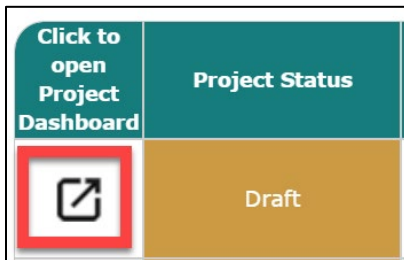 Click to
open
Project
Dashboard
Project Status
Draft